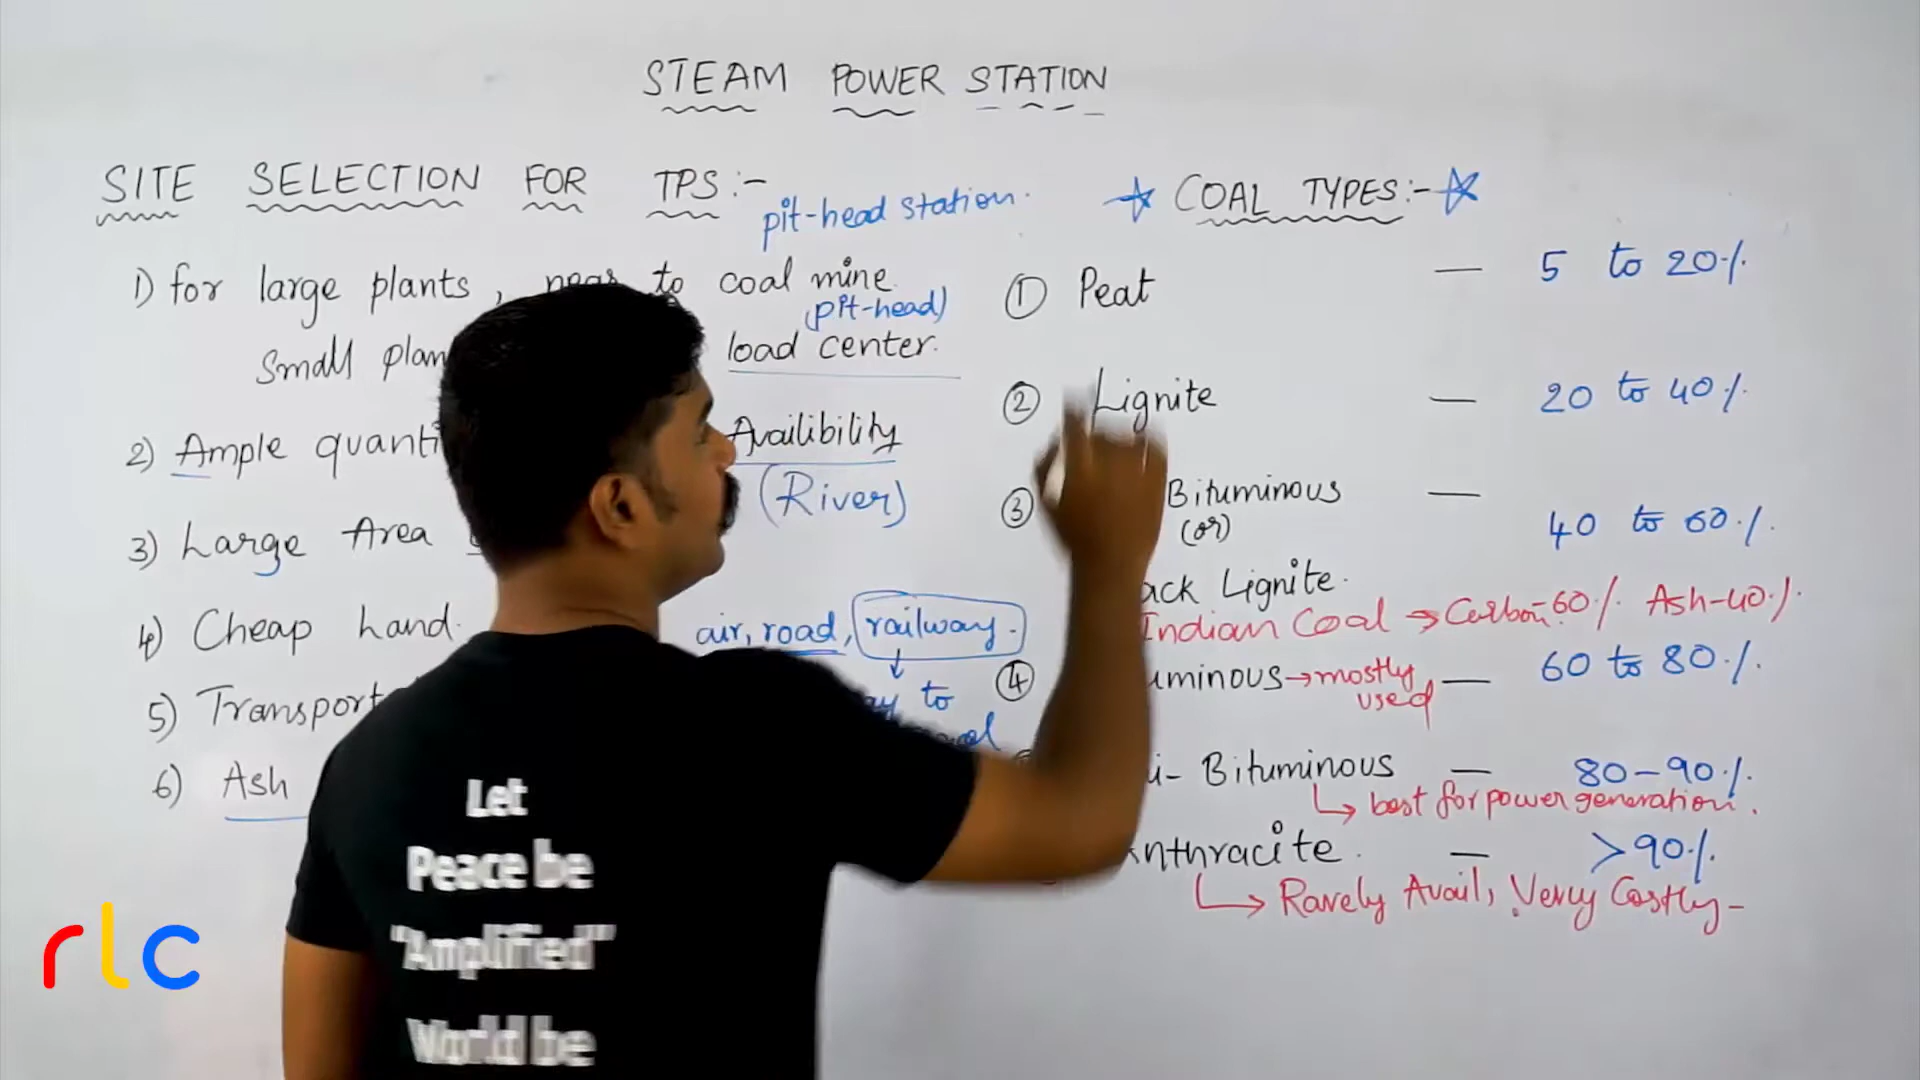 STEAM POWER STATION
SITE SELECTION FOR TPS:-
pit-head station.
1) for large plants, near to coal mine
(pit-head)
Small plan load center.
2) Ample quanti Availibility
(River)
3) Large Area
4) Cheap hand.
air, road, railway.
to
5) Transport
6) Ash
COAL TYPES:-
① Peat — 5 to 20%
② Lignite — 20 to 40%
③ Bituminous —
(or) 40 to 60%.
ack Lignite.
Indian Coal → Carbon-60% Ash-40%.
④ uminous → mostly used — 60 to 80%.
i- Bituminous — 80-90%.
best for power generation.
Anthracite. — >90%
Rarely Avail, Very Costly-
Let
Peace be
"Amplified"
World be
rlc